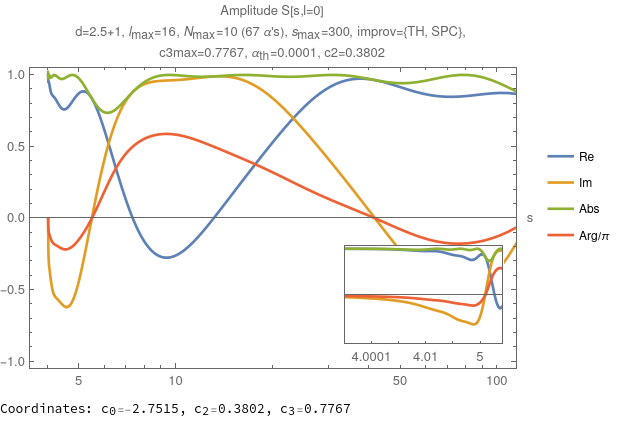 Amplitude S[s,l=0]
d=2.5+1, lmax=16, Nmax=10 (67 α's), smax=300, improv={TH, SPC},
c3max=0.7767, αth=0.0001, c2=0.3802
1.0
0.5
0.0
-0.5
-1.0
s
Re
Im
Abs
Arg/π
4.0001 4.01 5
5 10 50 100
Coordinates: c0=-2.7515, c2=0.3802, c3=0.7767